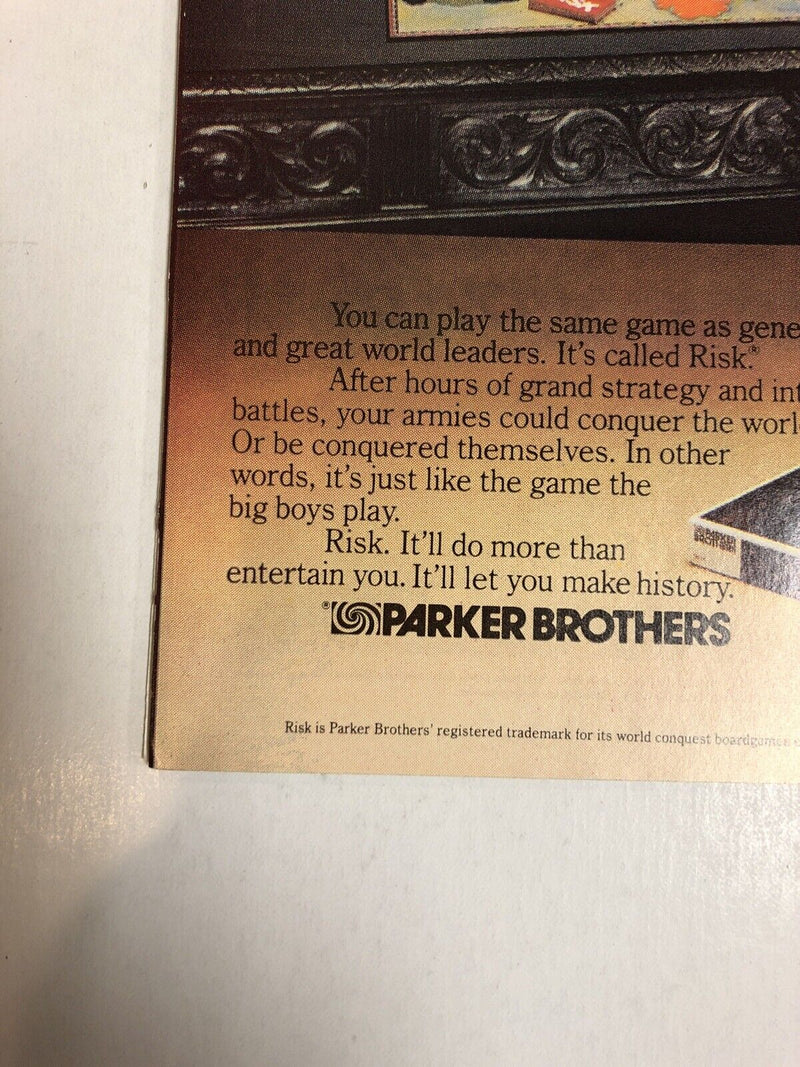 You can play the same game as gene
and great world leaders. It's called Risk.®
After hours of grand strategy and int
battles, your armies could conquer the worl
Or be conquered themselves. In other
words, it's just like the game the
big boys play.
Risk. It'll do more than
entertain you. It'll let you make history.
® PARKER BROTHERS
PARKER BROTHERS
Risk is Parker Brothers' registered trademark for its world conquest boardgames